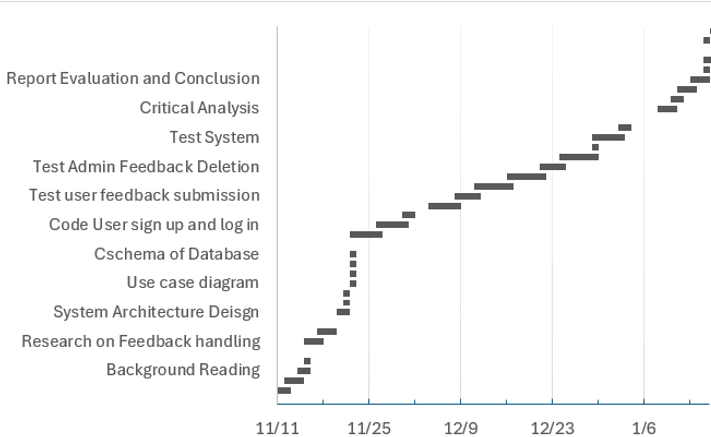 Report Evaluation and Conclusion
Critical Analysis
Test System
Test Admin Feedback Deletion
Test user feedback submission
Code User sign up and log in
Cschema of Database
Use case diagram
System Architecture Deisgn
Research on Feedback handling
Background Reading
11/11 11/25 12/9 12/23 1/6